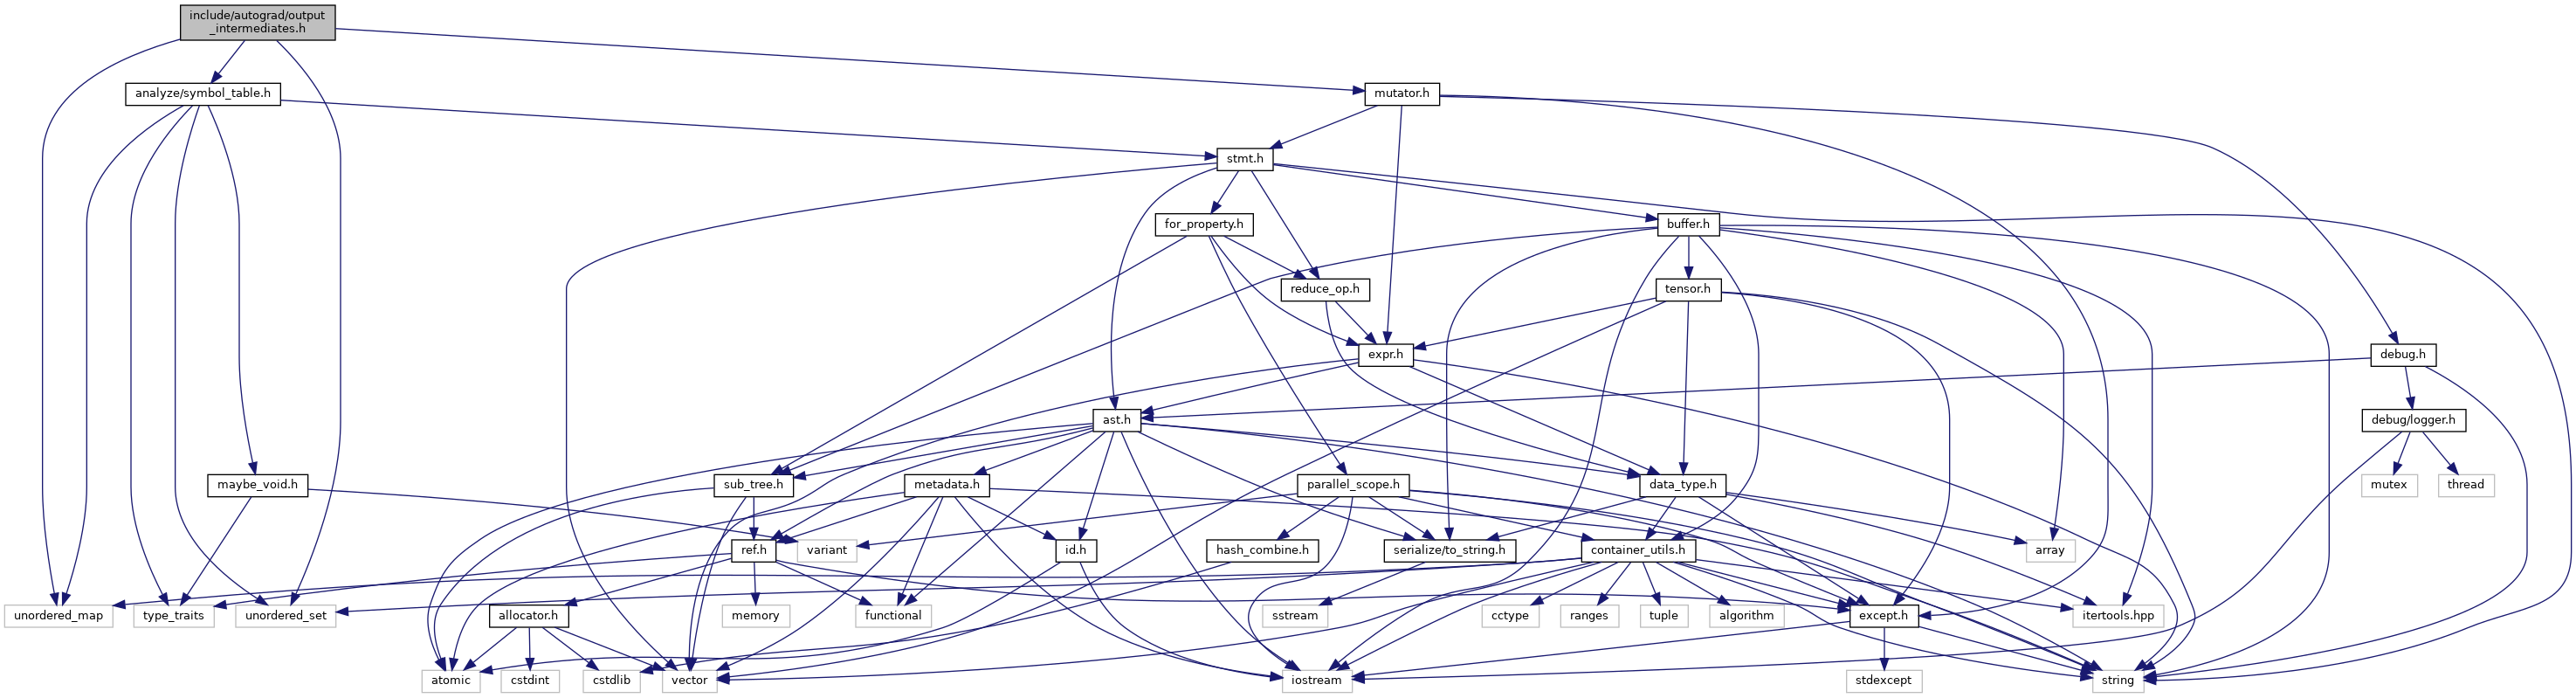 include/autograd/output
_intermediates.h
analyze/symbol_table.h
mutator.h
stmt.h
for_property.h
buffer.h
reduce_op.h
tensor.h
expr.h
debug.h
ast.h
debug/logger.h
maybe_void.h
sub_tree.h
metadata.h
parallel_scope.h
data_type.h
mutex
thread
ref.h
variant
id.h
hash_combine.h
serialize/to_string.h
container_utils.h
array
unordered_map
type_traits
unordered_set
allocator.h
memory
functional
sstream
cctype
ranges
tuple
algorithm
except.h
itertools.hpp
atomic
cstdint
cstdlib
vector
iostream
stdexcept
string